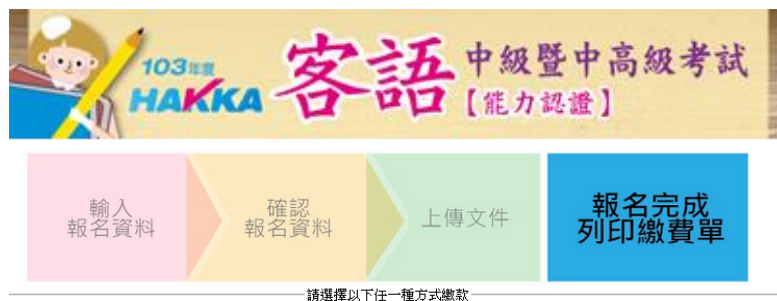 103年度
HAKKA
客語
中級暨中高級考試
【能力認證】
輸入
報名資料
確認
報名資料
上傳文件
報名完成
列印繳費單
請選擇以下任一種方式繳款